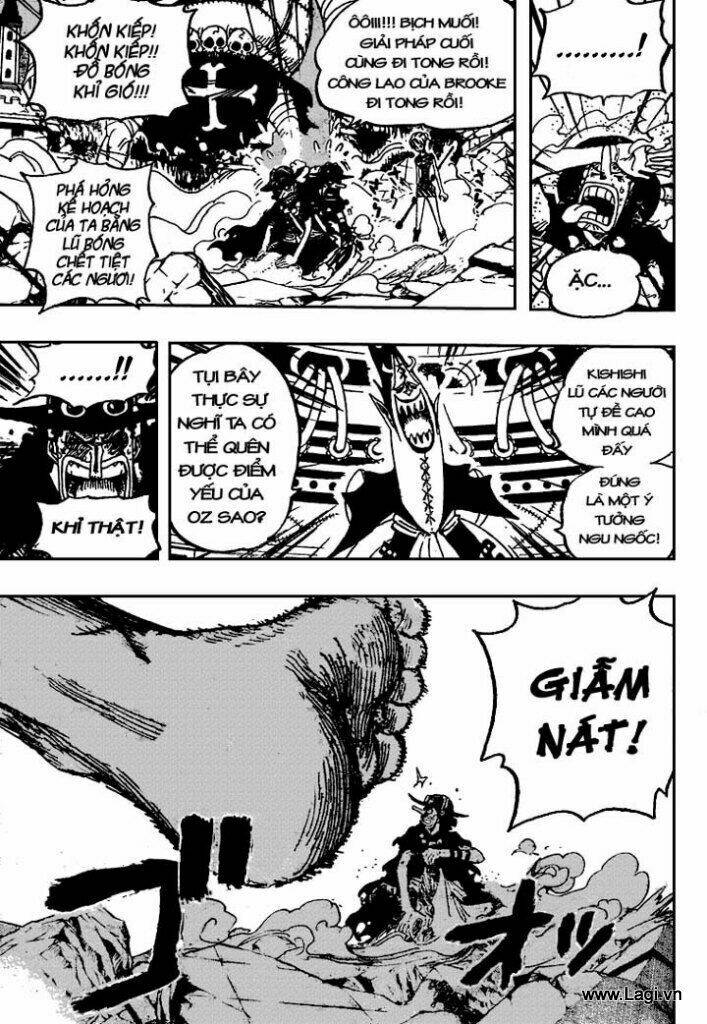 ẶC...
ÔÔIII!!! BỊCH MUỐI!
GIẢI PHÁP CUỐI
CÙNG ĐI TONG RỒI!
CÔNG LAO CỦA BROOKE
ĐI TONG RỒI!
KHỐN KIẾP!
KHỐN KIẾP!!
ĐỒ BÓNG
KHỈ GIÓ!!!
PHÁ HỎNG
KẾ HOẠCH
CỦA TA BẰNG
LŨ BÓNG
CHẾT TIỆT
CÁC NGƯƠI!
KISHISHI
LŨ CÁC NGƯỜI
TỰ ĐỀ CAO
MÌNH QUÁ
ĐẤY
ĐÚNG
LÀ MỘT Ý
TƯỞNG
NGU NGỐC!
TỤI BÂY
THỰC SỰ
NGHĨ TA CÓ
THỂ QUÊN
ĐƯỢC ĐIỂM
YẾU CỦA
OZ SAO?
.......!!
KHỈ THẬT!
GIẪM
NÁT!
オッ
www.Lagi.vn